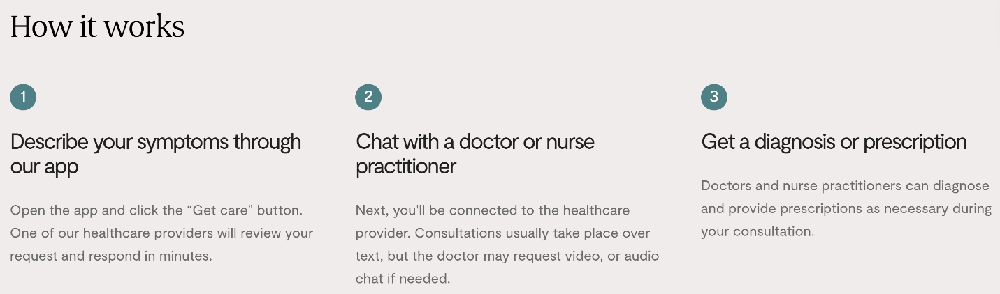 How it works
1
Describe your symptoms through
our app
Open the app and click the “Get care” button.
One of our healthcare providers will review your
request and respond in minutes.
2
Chat with a doctor or nurse
practitioner
Next, you'll be connected to the healthcare
provider. Consultations usually take place over
text, but the doctor may request video, or audio
chat if needed.
3
Get a diagnosis or prescription
Doctors and nurse practitioners can diagnose
and provide prescriptions as necessary during
your consultation.